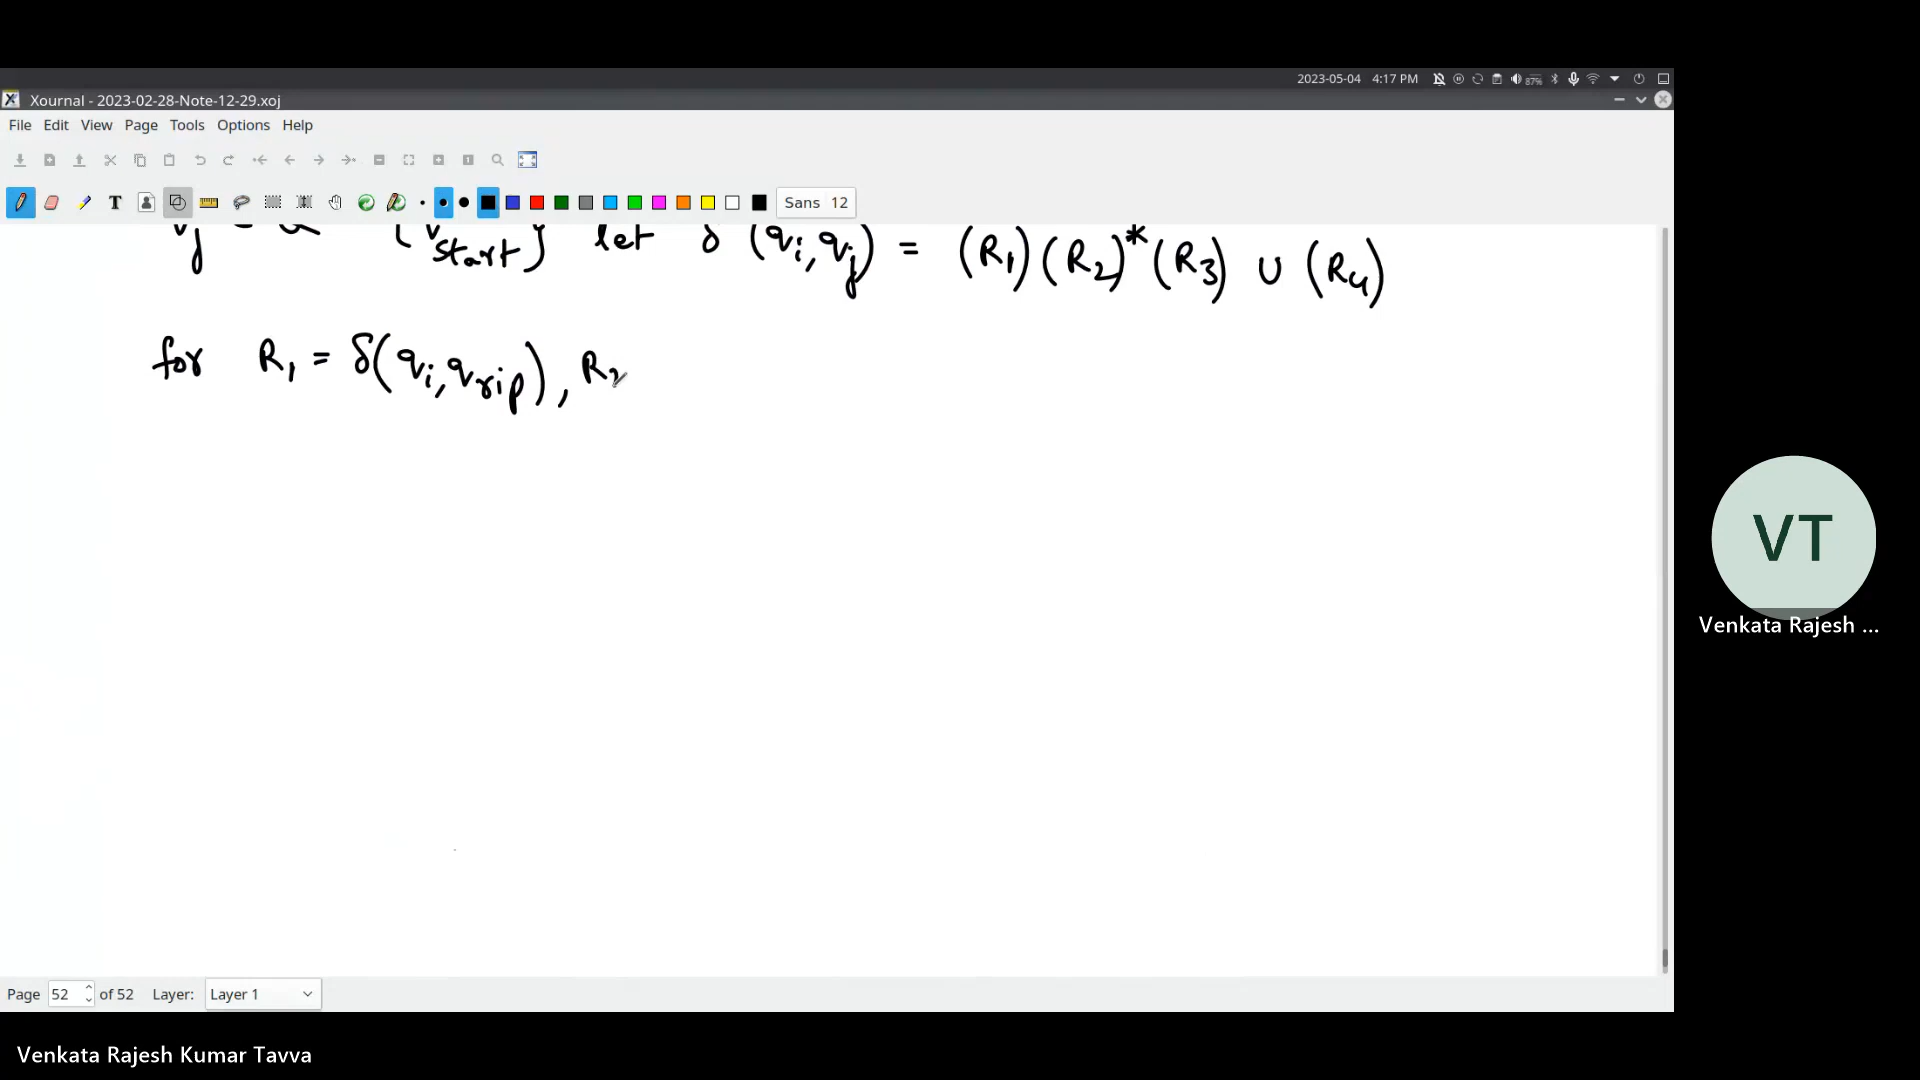 2023-05-04 4:17 PM 87%
Xournal - 2023-02-28-Note-12-29.xoj
File Edit View Page Tools Options Help
T Sans 12
start} let δ (q_i, q_j) = (R_1)(R_2)^*(R_3) ∪ (R_4)
for R_1 = δ(q_i, q_rip), R_2
VT
Venkata Rajesh ...
Page 52 of 52 Layer: Layer 1
Venkata Rajesh Kumar Tavva